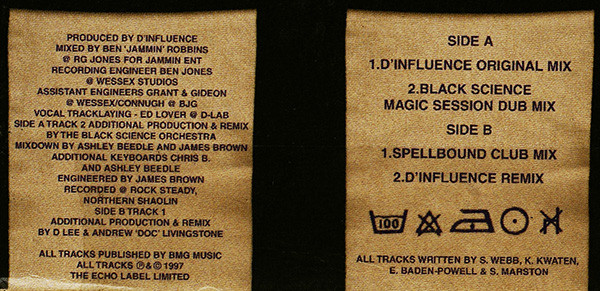 PRODUCED BY D'INFLUENCE
MIXED BY BEN 'JAMMIN' ROBBINS
@ RG JONES FOR JAMMIN ENT
RECORDING ENGINEER BEN JONES
@ WESSEX STUDIOS
ASSISTANT ENGINEERS GRANT & GIDEON
@ WESSEX/CONNUGH @ BJG
VOCAL TRACKLAYING - ED LOVER @ D-LAB
SIDE A TRACK 2 ADDITIONAL PRODUCTION & REMIX
BY THE BLACK SCIENCE ORCHESTRA
MIXDOWN BY ASHLEY BEEDLE AND JAMES BROWN
ADDITIONAL KEYBOARDS CHRIS B.
AND ASHLEY BEEDLE
ENGINEERED BY JAMES BROWN
RECORDED @ ROCK STEADY,
NORTHERN SHAOLIN
SIDE B TRACK 1
ADDITIONAL PRODUCTION & REMIX
BY D LEE & ANDREW 'DOC' LIVINGSTONE
ALL TRACKS PUBLISHED BY BMG MUSIC
ALL TRACKS ℗ & © 1997
THE ECHO LABEL LIMITED
SIDE A
1.D'INFLUENCE ORIGINAL MIX
2.BLACK SCIENCE
MAGIC SESSION DUB MIX
SIDE B
1.SPELLBOUND CLUB MIX
2.D'INFLUENCE REMIX
100
ALL TRACKS WRITTEN BY S. WEBB, K. KWATEN,
E. BADEN-POWELL & S. MARSTON